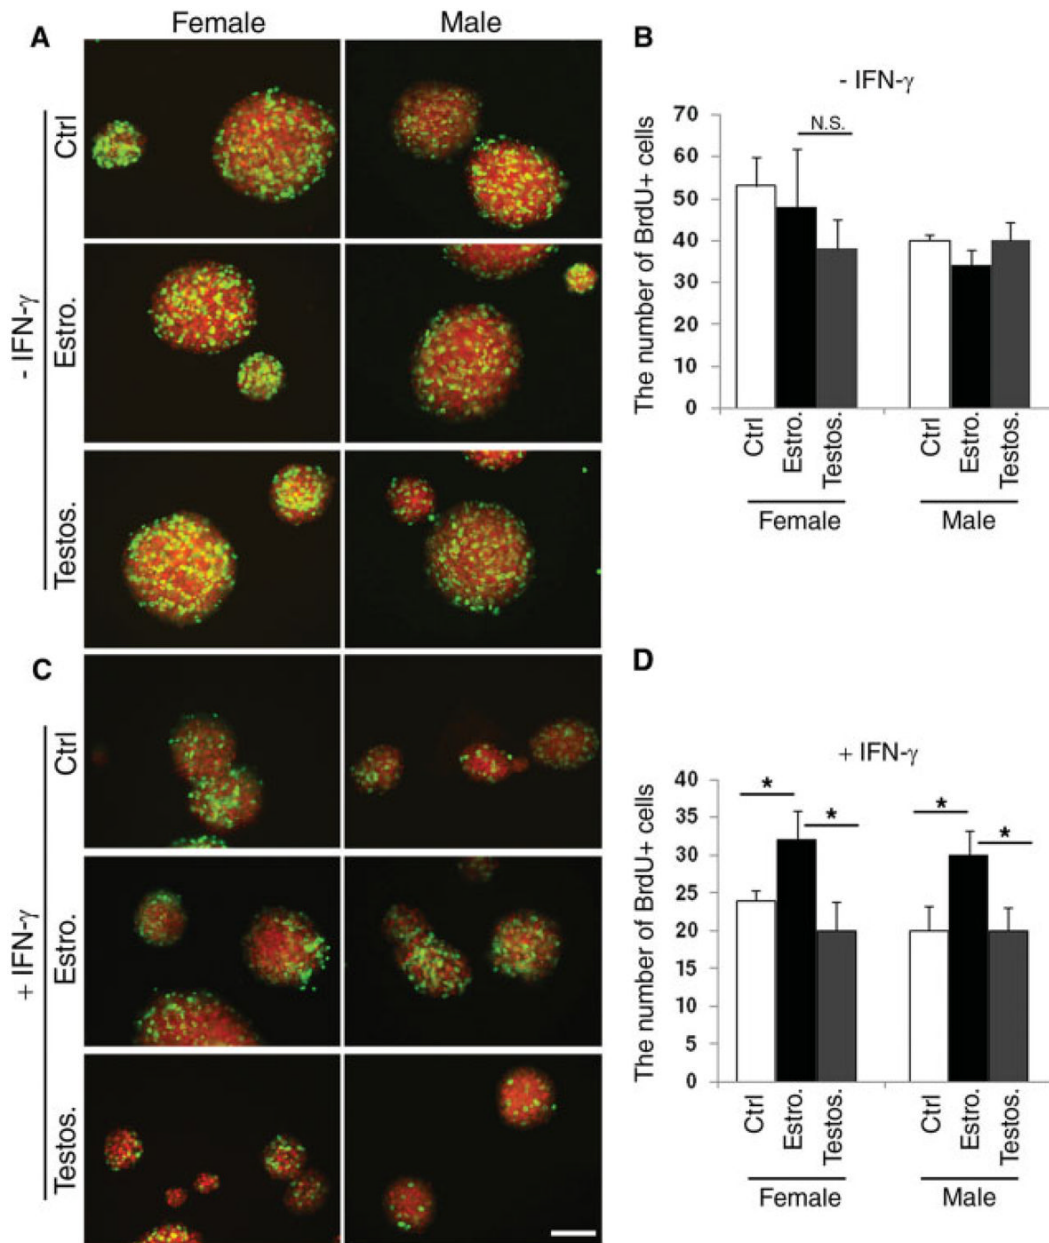 A
Female
Male
- IFN-γ
Ctrl
Estro.
Testos.
B
- IFN-γ
The number of BrdU+ cells
70
60
50
40
30
20
10
0
N.S.
Ctrl
Estro.
Testos.
Ctrl
Estro.
Testos.
Female
Male
C
+ IFN-γ
Ctrl
Estro.
Testos.
D
+ IFN-γ
The number of BrdU+ cells
40
35
30
25
20
15
10
5
0
*
*
*
*
Ctrl
Estro.
Testos.
Ctrl
Estro.
Testos.
Female
Male